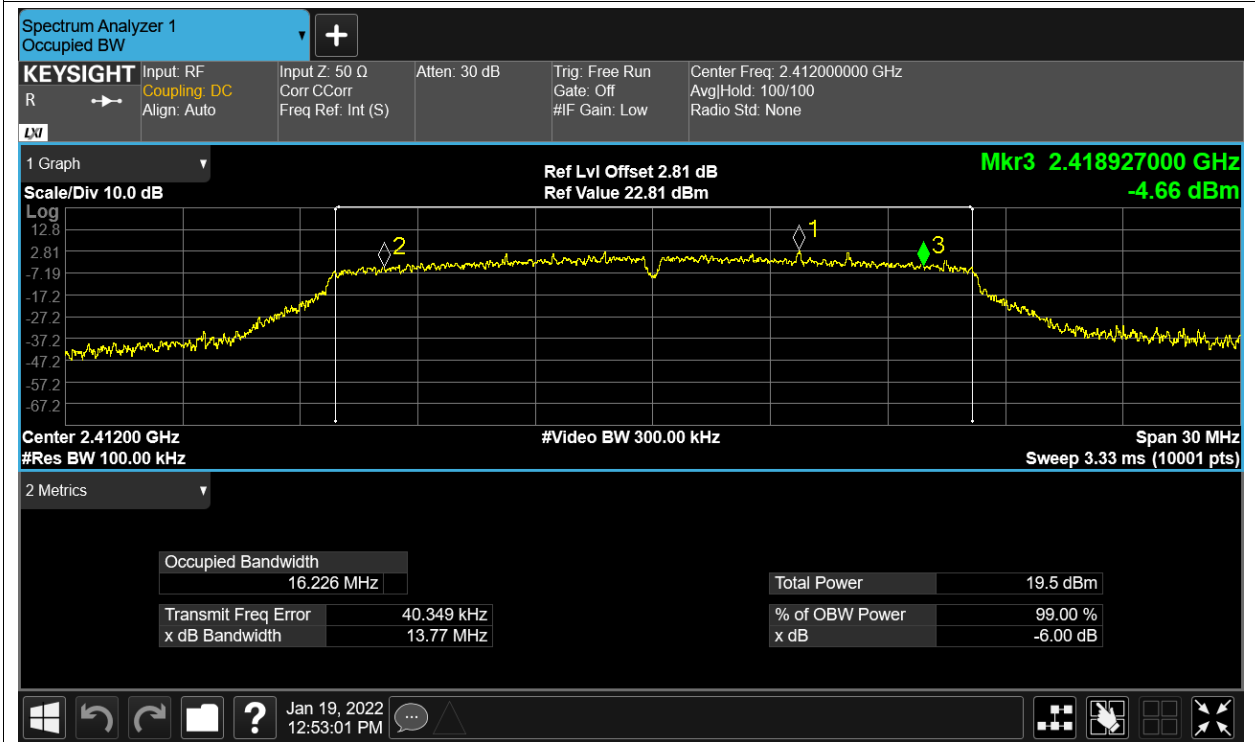 Spectrum Analyzer 1
Occupied BW
KEYSIGHT
R
LXI
Input: RF
Coupling: DC
Align: Auto
Input Z: 50 Ω
Corr CCorr
Freq Ref: Int (S)
Atten: 30 dB
Trig: Free Run
Gate: Off
#IF Gain: Low
Center Freq: 2.412000000 GHz
Avg|Hold: 100/100
Radio Std: None
1 Graph
Scale/Div 10.0 dB
Ref Lvl Offset 2.81 dB
Ref Value 22.81 dBm
Mkr3 2.418927000 GHz
-4.66 dBm
Log
12.8
2.81
-7.19
-17.2
-27.2
-37.2
-47.2
-57.2
-67.2
2
1
3
Center 2.41200 GHz
#Video BW 300.00 kHz
Span 30 MHz
#Res BW 100.00 kHz
Sweep 3.33 ms (10001 pts)
2 Metrics
Occupied Bandwidth
16.226 MHz
Transmit Freq Error 40.349 kHz
x dB Bandwidth 13.77 MHz
Total Power 19.5 dBm
% of OBW Power 99.00 %
x dB -6.00 dB
?
Jan 19, 2022
12:53:01 PM